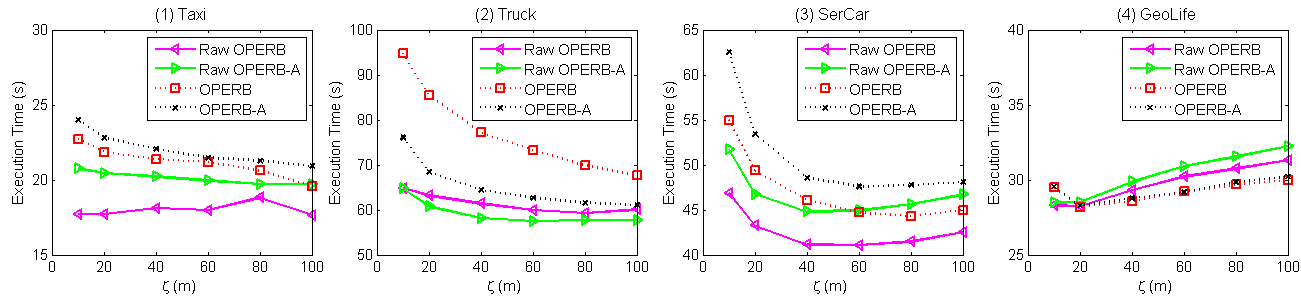 (1) Taxi
Execution Time (s)
30
25
20
15
0
20
40
60
80
100
ζ (m)
Raw OPERB
Raw OPERB-A
OPERB
OPERB-A
(2) Truck
Execution Time (s)
100
90
80
70
60
50
0
20
40
60
80
100
ζ (m)
Raw OPERB
Raw OPERB-A
OPERB
OPERB-A
(3) SerCar
Execution Time (s)
65
60
55
50
45
40
0
20
40
60
80
100
ζ (m)
Raw OPERB
Raw OPERB-A
OPERB
OPERB-A
(4) GeoLife
Execution Time (s)
40
35
30
25
0
20
40
60
80
100
ζ (m)
Raw OPERB
Raw OPERB-A
OPERB
OPERB-A